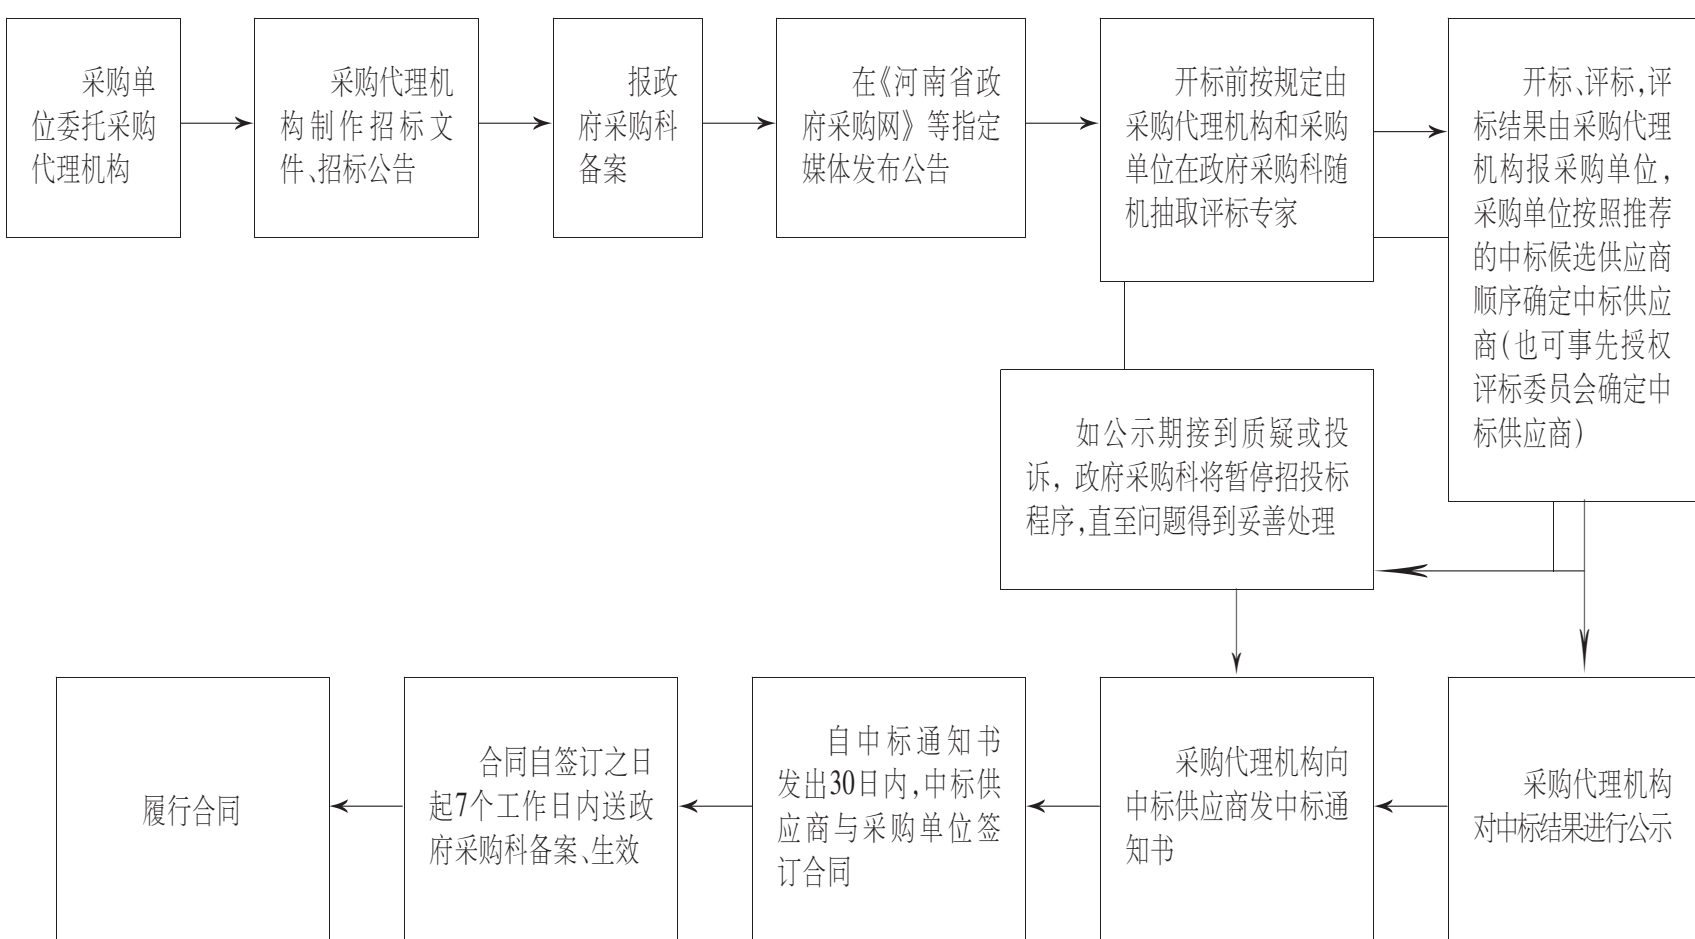 采购单
位委托采购
代理机构
采购代理机
构制作招标文
件、招标公告
报政
府采购科
备案
在《河南省政
府采购网》等指定
媒体发布公告
开标前按规定由
采购代理机构和采购
单位在政府采购科随
机抽取评标专家
开标、评标,评
标结果由采购代理
机构报采购单位,
采购单位按照推荐
的中标候选供应商
顺序确定中标供应
商(也可事先授权
评标委员会确定中
标供应商)
如公示期接到质疑或投
诉,政府采购科将暂停招投标
程序,直至问题得到妥善处理
采购代理机构
对中标结果进行公示
采购代理机构向
中标供应商发中标通
知书
自中标通知书
发出30日内,中标供
应商与采购单位签
订合同
合同自签订之日
起7个工作日内送政
府采购科备案、生效
履行合同